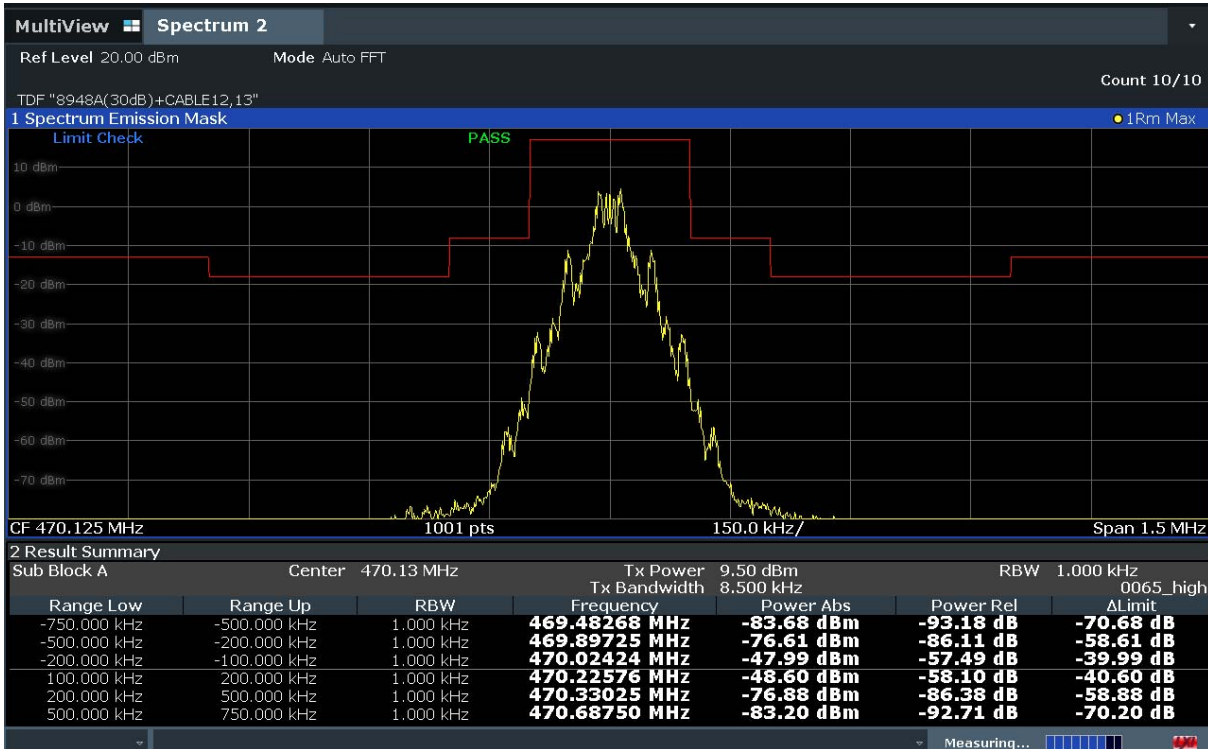 MultiView Spectrum 2
Ref Level 20.00 dBm Mode Auto FFT
Count 10/10
TDF "8948A(30dB)+CABLE12,13"
1 Spectrum Emission Mask 1Rm Max
Limit Check PASS
10 dBm
0 dBm
-10 dBm
-20 dBm
-30 dBm
-40 dBm
-50 dBm
-60 dBm
-70 dBm
CF 470.125 MHz 1001 pts 150.0 kHz/ Span 1.5 MHz
2 Result Summary
Sub Block A Center 470.13 MHz Tx Power 9.50 dBm RBW 1.000 kHz
Tx Bandwidth 8.500 kHz 0065_high
Range Low Range Up RBW Frequency Power Abs Power Rel ΔLimit
-750.000 kHz -500.000 kHz 1.000 kHz 469.48268 MHz -83.68 dBm -93.18 dB -70.68 dB
-500.000 kHz -200.000 kHz 1.000 kHz 469.89725 MHz -76.61 dBm -86.11 dB -58.61 dB
-200.000 kHz -100.000 kHz 1.000 kHz 470.02424 MHz -47.99 dBm -57.49 dB -39.99 dB
100.000 kHz 200.000 kHz 1.000 kHz 470.22576 MHz -48.60 dBm -58.10 dB -40.60 dB
200.000 kHz 500.000 kHz 1.000 kHz 470.33025 MHz -76.88 dBm -86.38 dB -58.88 dB
500.000 kHz 750.000 kHz 1.000 kHz 470.68750 MHz -83.20 dBm -92.71 dB -70.20 dB
Measuring...